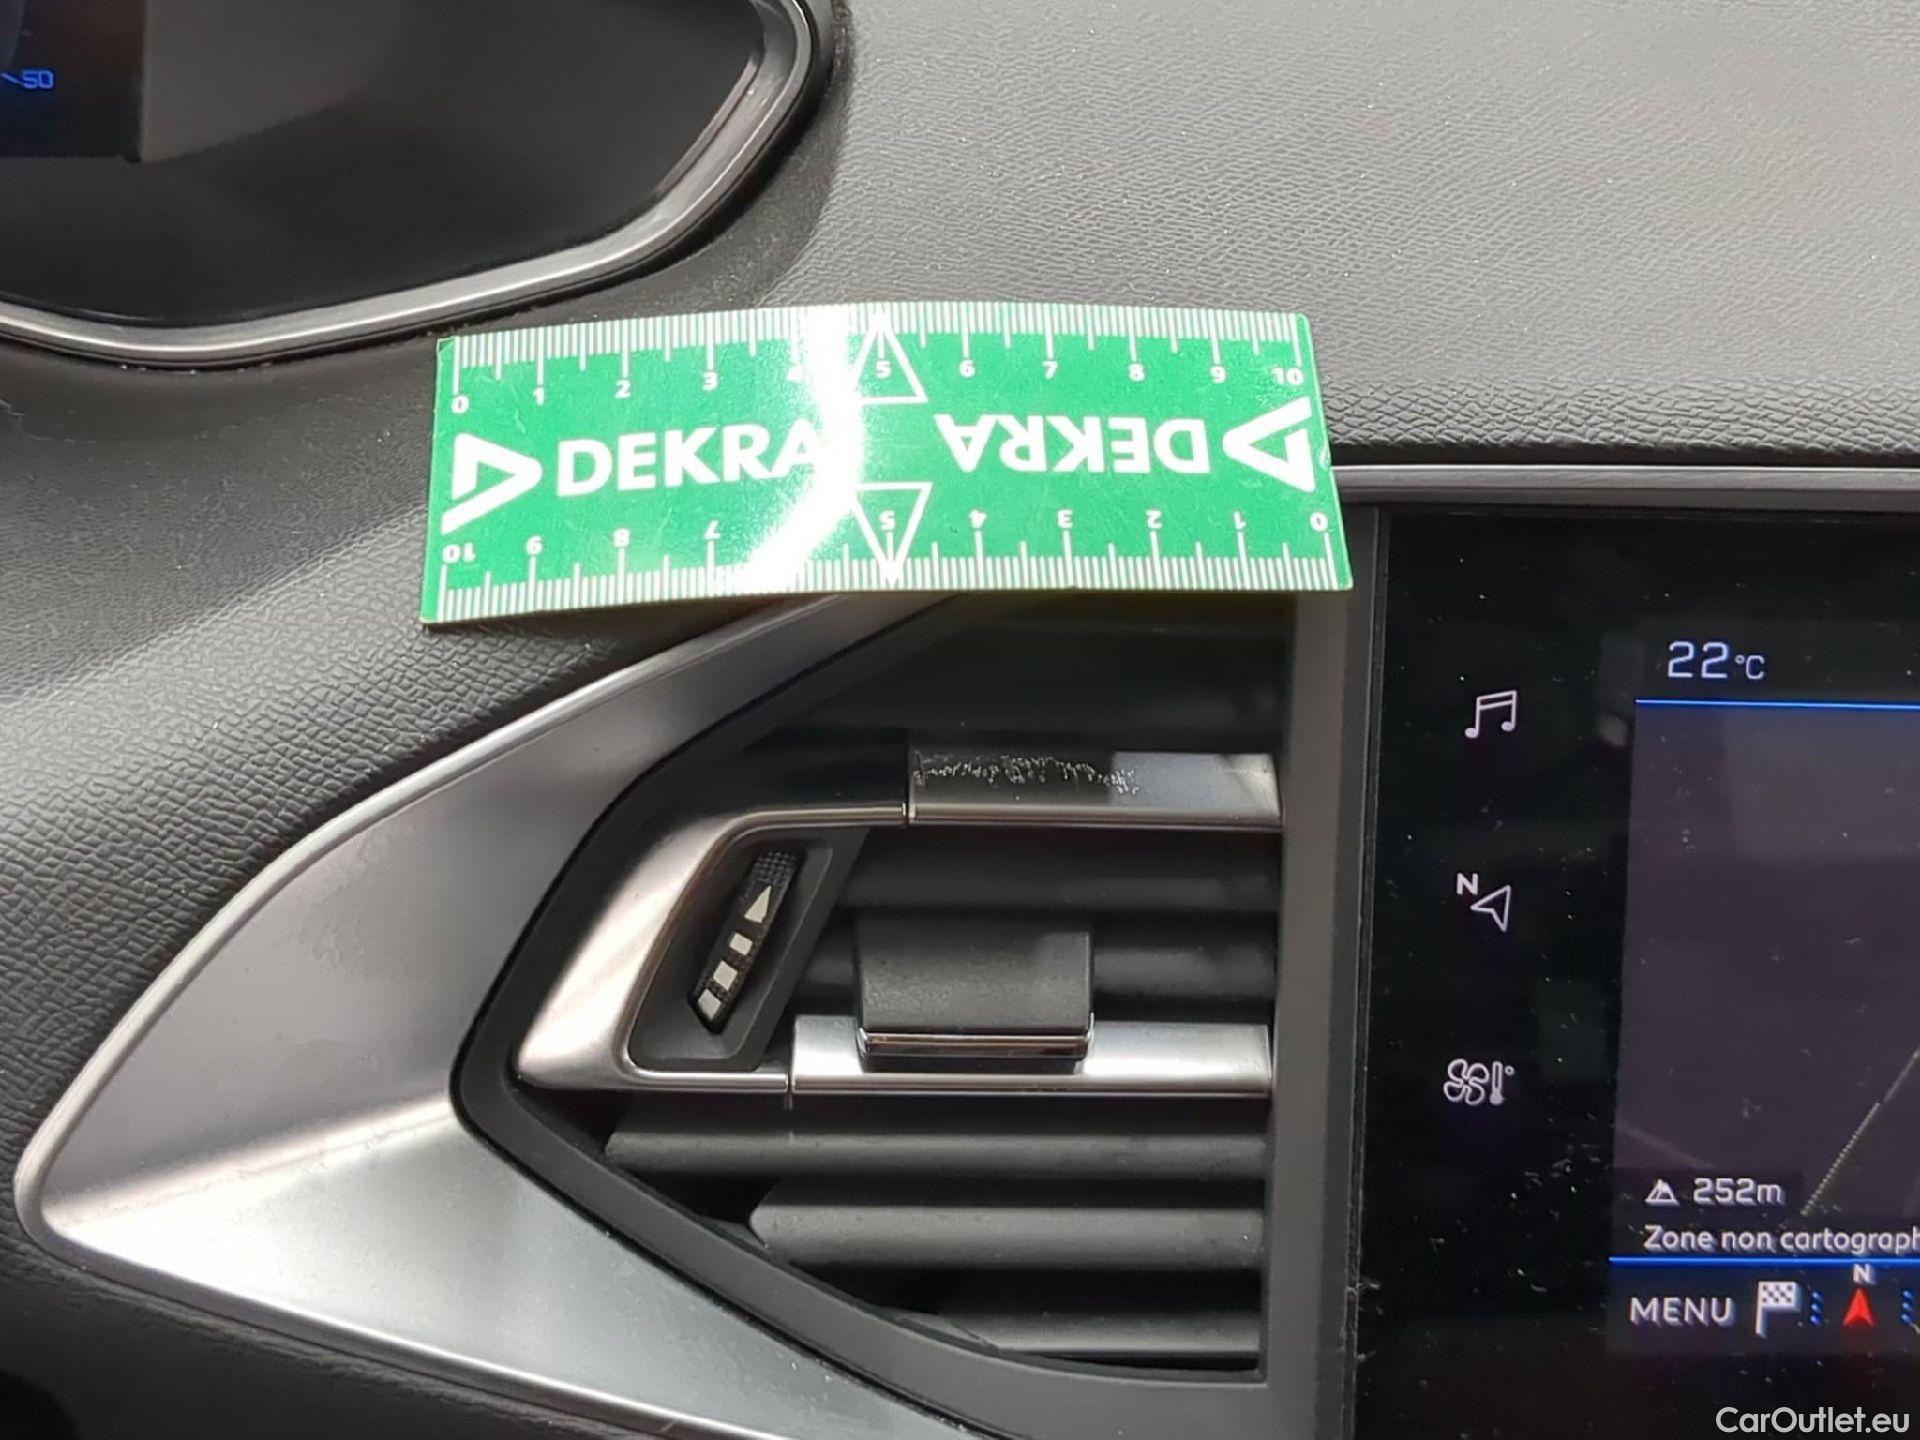 50
0 1 2 3 4 5 6 7 8 9 10
DEKRA
DEKRA
10 9 8 7 5 4 3 2 1 0
22°C
N
252m
Zone non cartograph
N
MENU
CarOutlet.eu